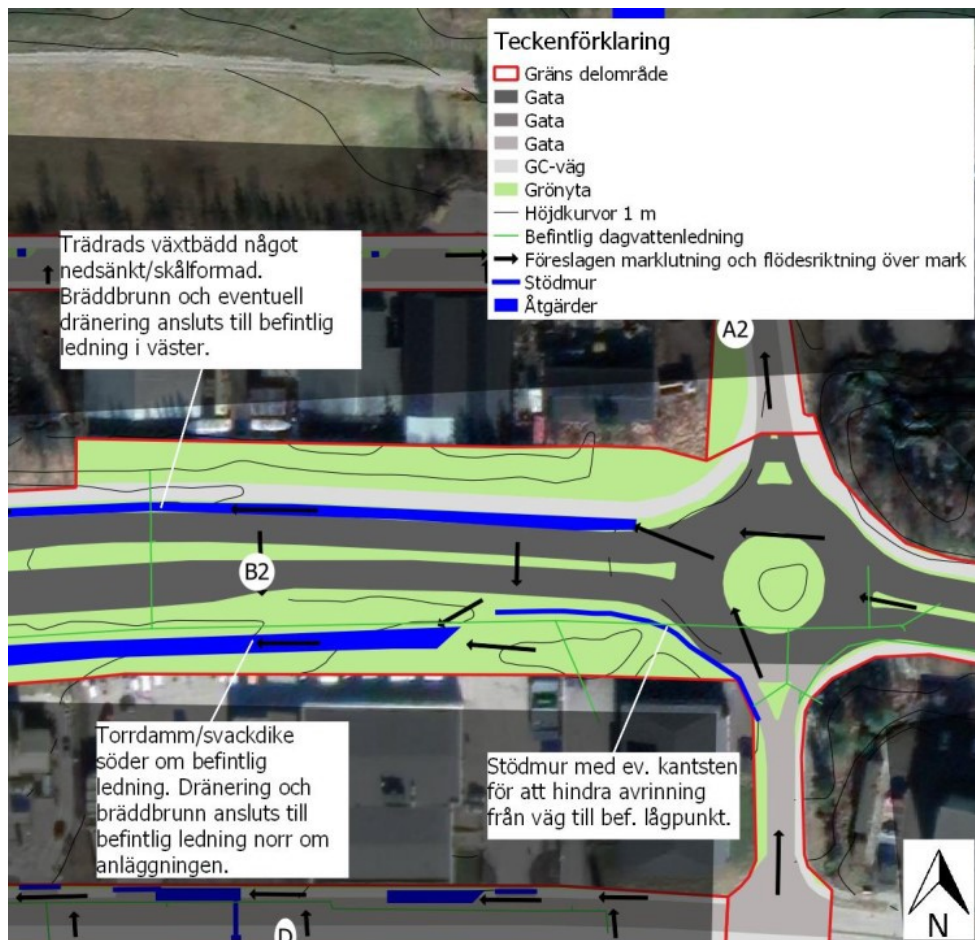 Teckenförklaring
Gräns delområde
Gata
Gata
Gata
GC-väg
Grönyta
Höjdkurvor 1 m
Befintlig dagvattenledning
Föreslagen marklutning och flödesriktning över mark
Stödmur
Åtgärder
Trädrads växtbädd något
nedsänkt/skålformad.
Bräddbrunn och eventuell
dränering ansluts till befintlig
ledning i väster.
A2
B2
Torrdamm/svackdike
söder om befintlig
ledning. Dränering och
bräddbrunn ansluts till
befintlig ledning norr om
anläggningen.
Stödmur med ev. kantsten
för att hindra avrinning
från väg till bef. lågpunkt.
D
N